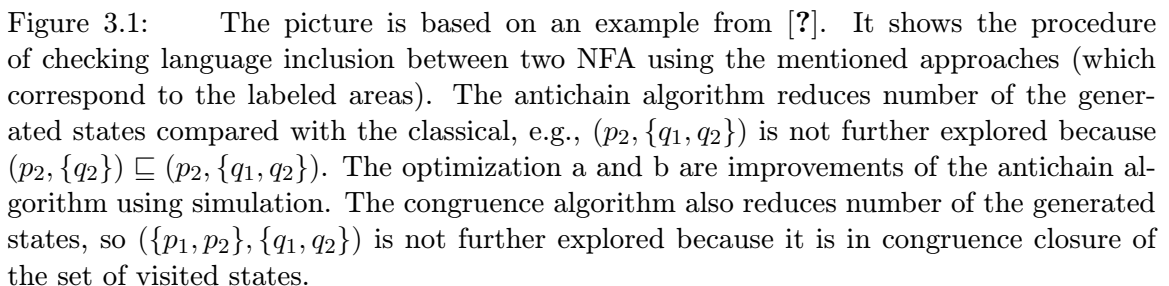 Figure 3.1: The picture is based on an example from [?]. It shows the procedure
of checking language inclusion between two NFA using the mentioned approaches (which
correspond to the labeled areas). The antichain algorithm reduces number of the gener-
ated states compared with the classical, e.g., (p₂, {q₁, q₂}) is not further explored because
(p₂, {q₂}) ⊑ (p₂, {q₁, q₂}). The optimization a and b are improvements of the antichain al-
gorithm using simulation. The congruence algorithm also reduces number of the generated
states, so ({p₁, p₂}, {q₁, q₂}) is not further explored because it is in congruence closure of
the set of visited states.